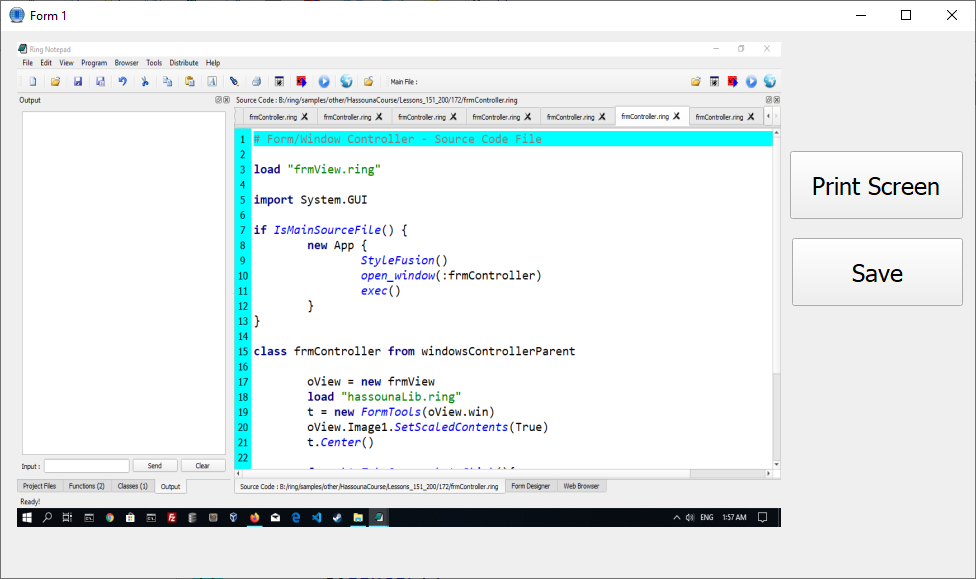 Form 1
Ring Notepad
File Edit View Program Browser Tools Distribute Help
Main File :
Output
Source Code : B:/ring/samples/other/HassounaCourse/Lessons_151_200/172/frmController.ring
frmController.ring frmController.ring frmController.ring frmController.ring frmController.ring frmController.ring frmController.ring
1 # Form/Window Controller - Source Code File
2
3 load "frmView.ring"
4
5 import System.GUI
6
7 if IsMainSourceFile() {
8 new App {
9 StyleFusion()
10 open_window(:frmController)
11 exec()
12 }
13 }
14
15 class frmController from windowsControllerParent
16
17 oView = new frmView
18 load "hassounaLib.ring"
19 t = new FormTools(oView.win)
20 oView.Image1.SetScaledContents(True)
21 t.Center()
22
Print Screen
Save
Input : Send Clear
Project Files Functions (2) Classes (1) Output
Source Code : B:/ring/samples/other/HassounaCourse/Lessons_151_200/172/frmController.ring Form Designer Web Browser
Ready!
ENG 1:57 AM